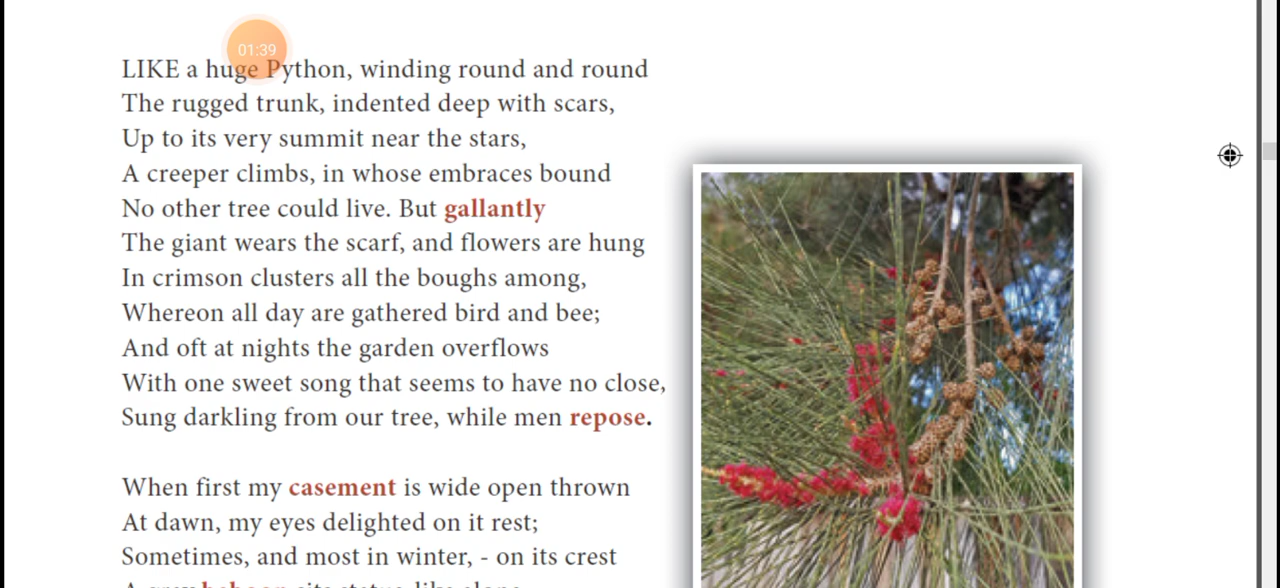 01:39
LIKE a huge Python, winding round and round
The rugged trunk, indented deep with scars,
Up to its very summit near the stars,
A creeper climbs, in whose embraces bound
No other tree could live. But gallantly
The giant wears the scarf, and flowers are hung
In crimson clusters all the boughs among,
Whereon all day are gathered bird and bee;
And oft at nights the garden overflows
With one sweet song that seems to have no close,
Sung darkling from our tree, while men repose.
When first my casement is wide open thrown
At dawn, my eyes delighted on it rest;
Sometimes, and most in winter, - on its crest